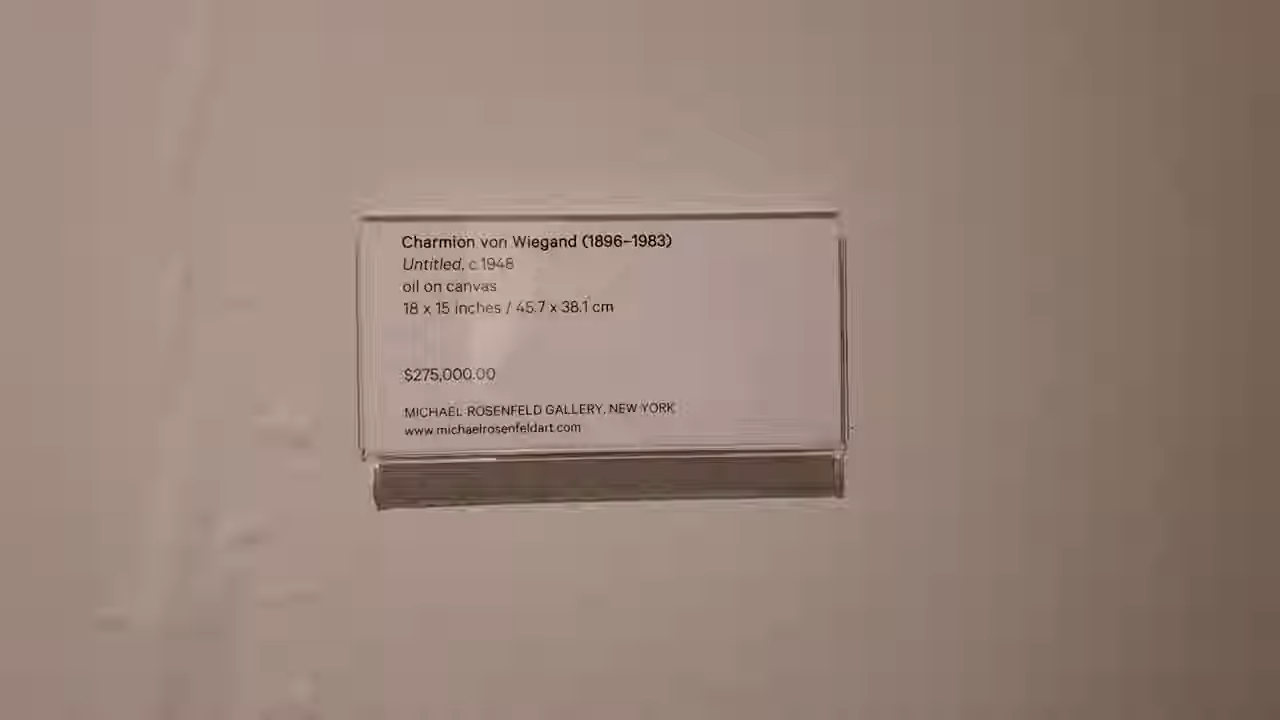 Charmion von Wiegand (1896–1983)
Untitled, c.1948
oil on canvas
18 x 15 inches / 45.7 x 38.1 cm
$275,000.00
MICHAEL ROSENFELD GALLERY, NEW YORK
www.michaelrosenfeldart.com